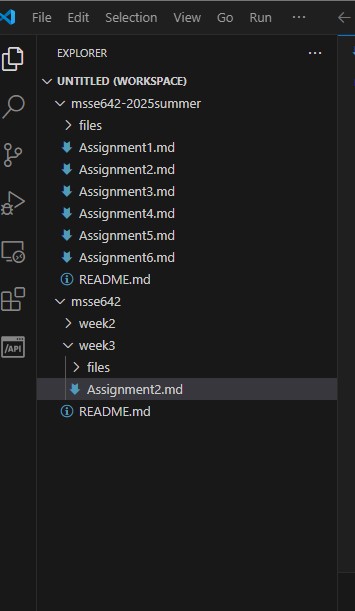 File Edit Selection View Go Run ...
EXPLORER ...
UNTITLED (WORKSPACE)
msse642-2025summer
files
Assignment1.md
Assignment2.md
Assignment3.md
Assignment4.md
Assignment5.md
Assignment6.md
README.md
msse642
week2
week3
files
Assignment2.md
README.md
/API